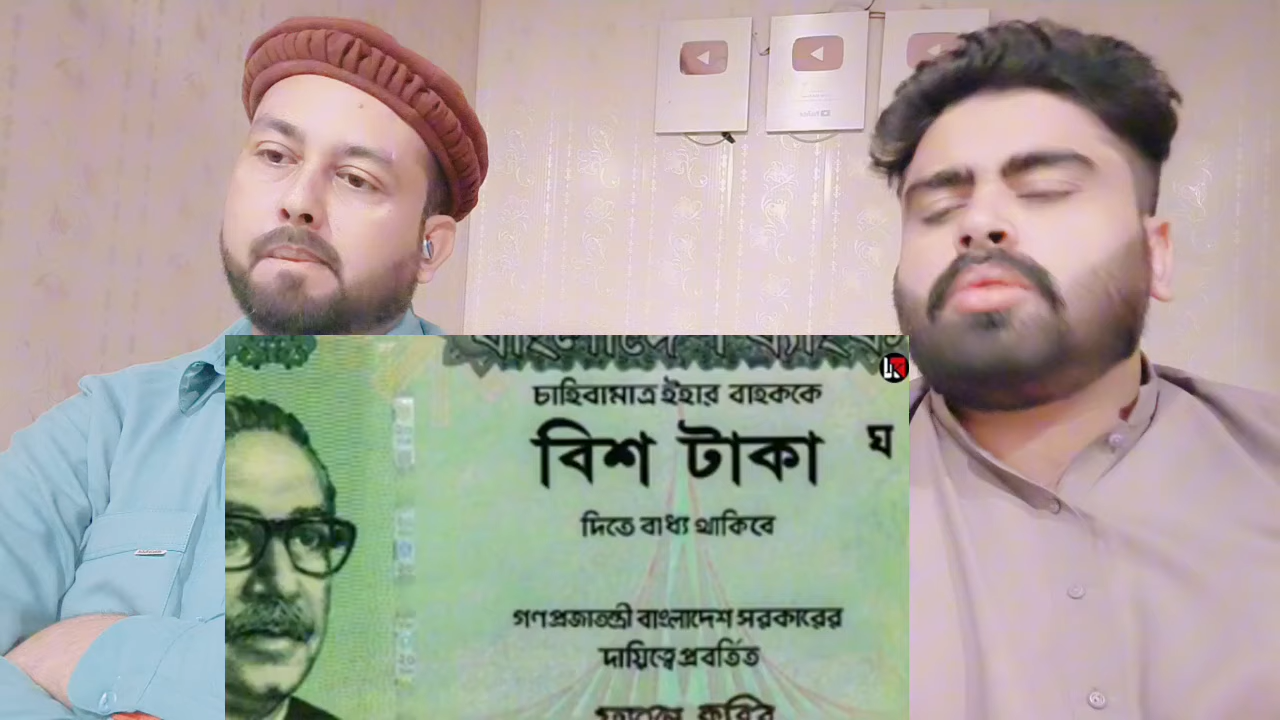 চাহিবামাত্র ইহার বাহককে
বিশ টাকা
ঘ
দিতে বাধ্য থাকিবে
গণপ্রজাতন্ত্রী বাংলাদেশ সরকারের
দায়িত্বে প্রবর্তিত